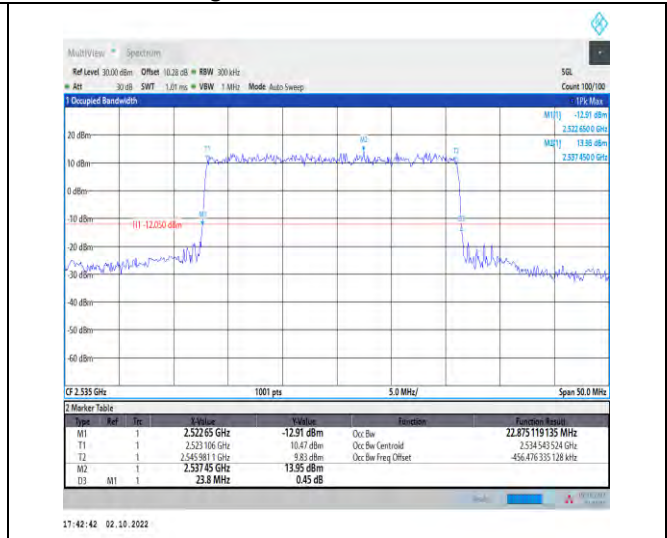 MultiView Spectrum
Ref Level 30.00 dBm Offset 10.28 dB RBW 300 kHz SGL
Att 30 dB SWT 1.01 ms VBW 1 MHz Mode Auto Sweep Count 100/100
1 Occupied Bandwidth 1Pk Max
M1[1] -12.91 dBm
2.522 650 0 GHz
20 dBm M2 13.95 dBm
T1 T2 2.537 450 0 GHz
10 dBm
0 dBm
-10 dBm M1
H1 -12.050 dBm
-20 dBm
-30 dBm
-40 dBm
-50 dBm
-60 dBm
CF 2.535 GHz 1001 pts 5.0 MHz/ Span 50.0 MHz
2 Marker Table
Type Ref Trc X-Value Y-Value Function Function Result
M1 1 2.522 65 GHz -12.91 dBm Occ Bw 22.875 119 135 MHz
T1 1 2.523 106 GHz 10.47 dBm Occ Bw Centroid 2.534 543 524 GHz
T2 1 2.545 981 1 GHz 9.83 dBm Occ Bw Freq Offset -456.476 335 128 kHz
M2 1 2.537 45 GHz 13.95 dBm
D3 M1 1 23.8 MHz 0.45 dB
17:42:42 02.10.2022